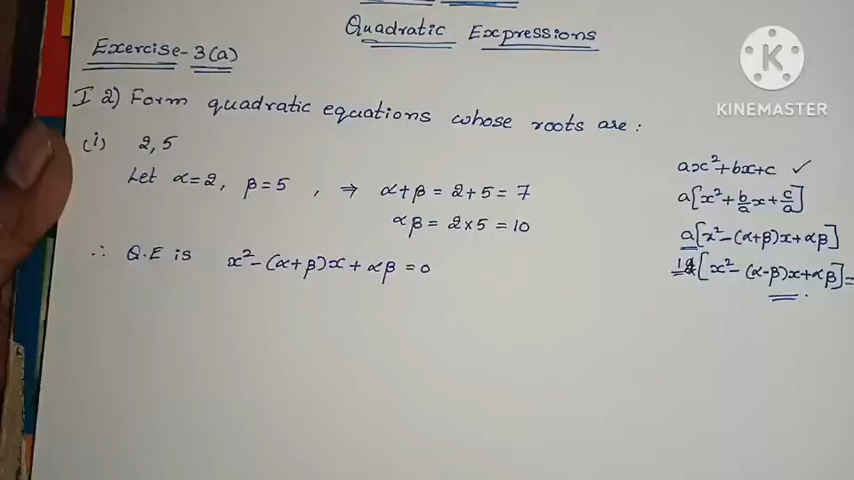 Quadratic Expressions
Exercise-3(a)
I 2) Form quadratic equations whose roots are :
(i) 2,5
Let α=2, β=5 , ⇒ α+β = 2+5 = 7
αβ = 2×5 = 10
∴ Q.E is x²-(α+β)x+αβ =0
K
KINEMASTER
ax²+bx+c ✓
a[x²+b/a x+c/a]
a[x²-(α+β)x+αβ]
[x²-(α-β)x+αβ]=